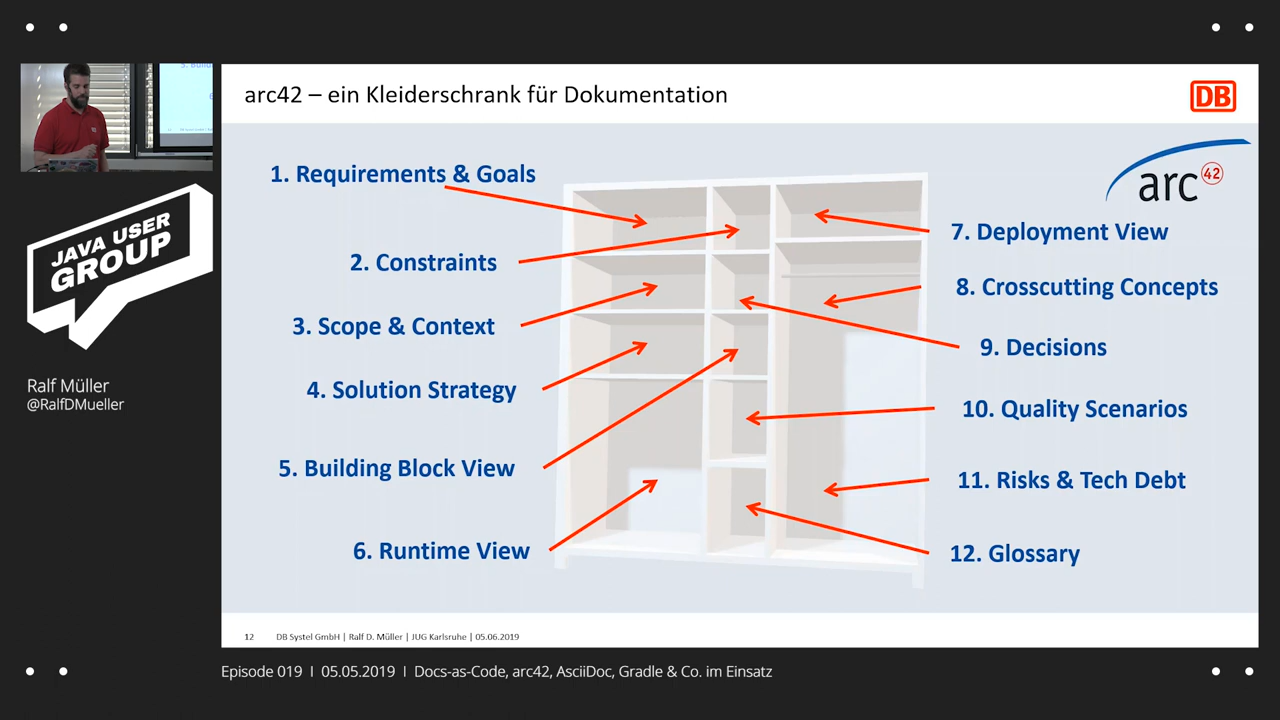 arc42 – ein Kleiderschrank für Dokumentation
DB
arc 42
1. Requirements & Goals
2. Constraints
3. Scope & Context
4. Solution Strategy
5. Building Block View
6. Runtime View
7. Deployment View
8. Crosscutting Concepts
9. Decisions
10. Quality Scenarios
11. Risks & Tech Debt
12. Glossary
12 DB Systel GmbH | Ralf D. Müller | JUG Karlsruhe | 05.06.2019
JAVA USER
GROUP
Ralf Müller
@RalfDMueller
Episode 019 I 05.05.2019 I Docs-as-Code, arc42, AsciiDoc, Gradle & Co. im Einsatz